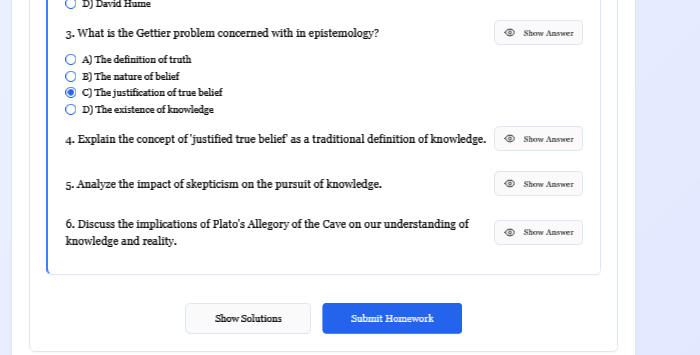 D) David Hume
3. What is the Gettier problem concerned with in epistemology?
Show Answer
A) The definition of truth
B) The nature of belief
C) The justification of true belief
D) The existence of knowledge
4. Explain the concept of 'justified true belief' as a traditional definition of knowledge.
Show Answer
5. Analyze the impact of skepticism on the pursuit of knowledge.
Show Answer
6. Discuss the implications of Plato's Allegory of the Cave on our understanding of
knowledge and reality.
Show Answer
Show Solutions
Submit Homework